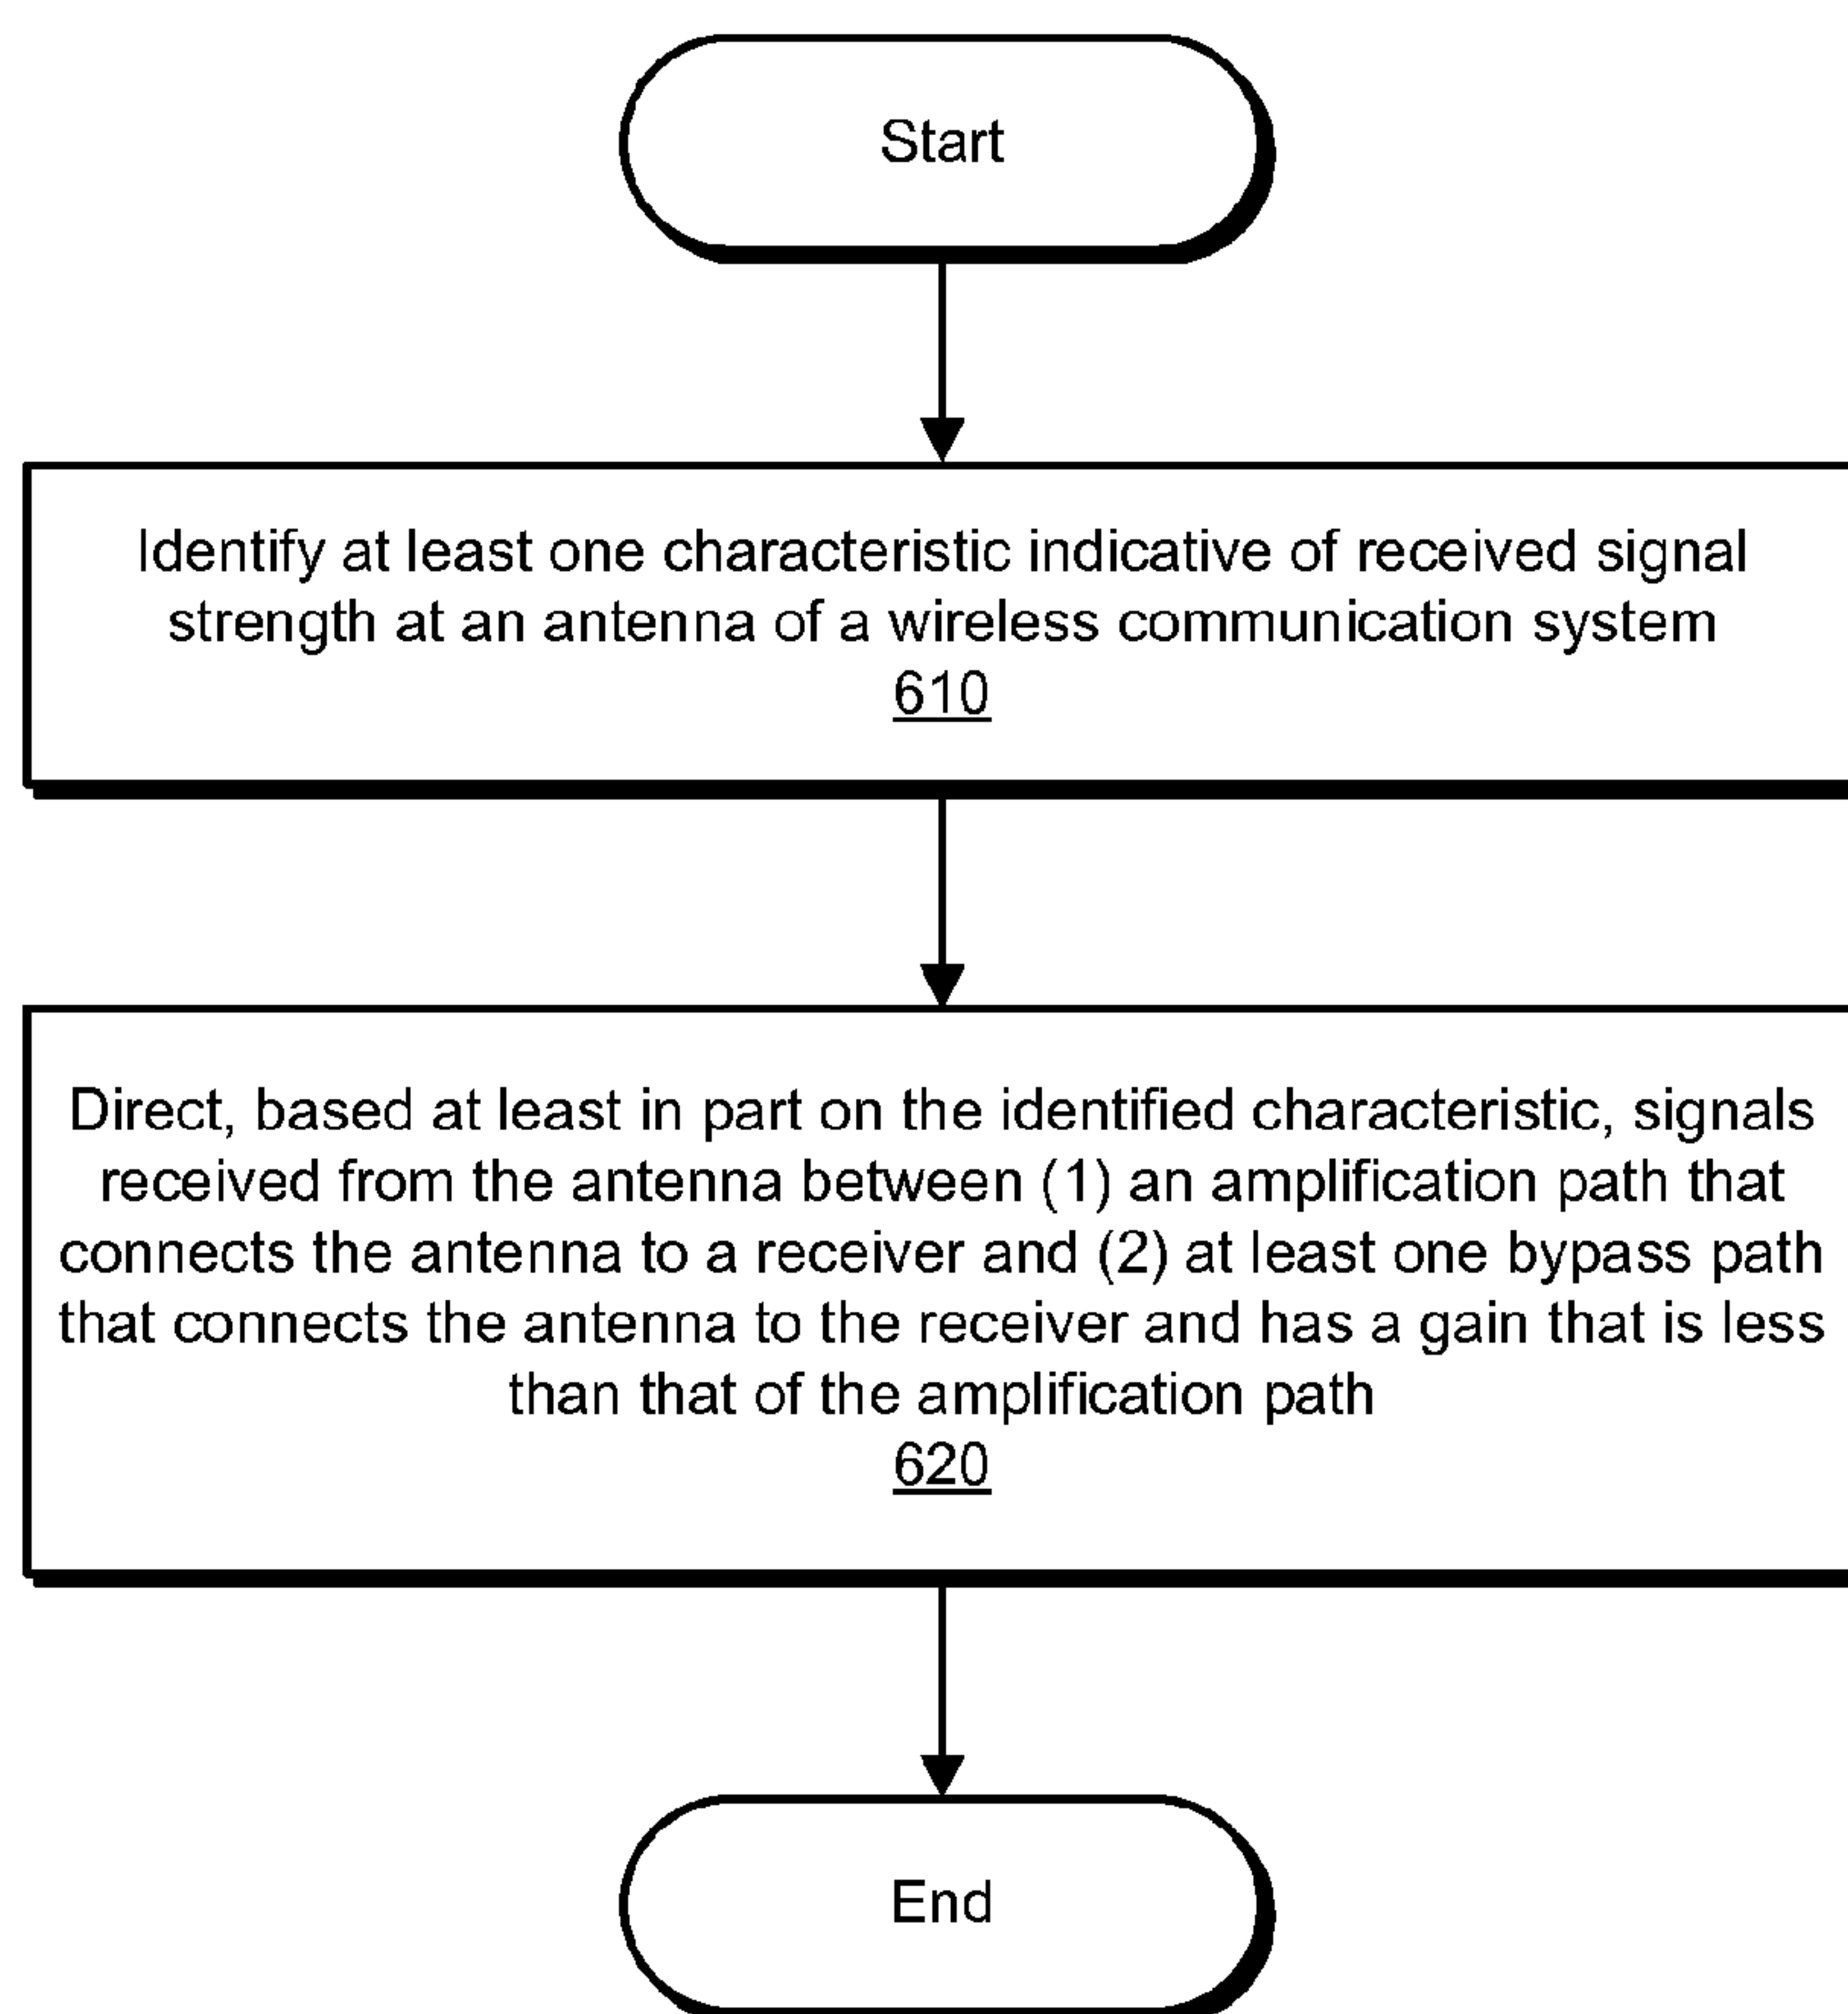 Start
Identify at least one characteristic indicative of received signal
strength at an antenna of a wireless communication system
610
Direct, based at least in part on the identified characteristic, signals
received from the antenna between (1) an amplification path that
connects the antenna to a receiver and (2) at least one bypass path
that connects the antenna to the receiver and has a gain that is less
than that of the amplification path
620
End